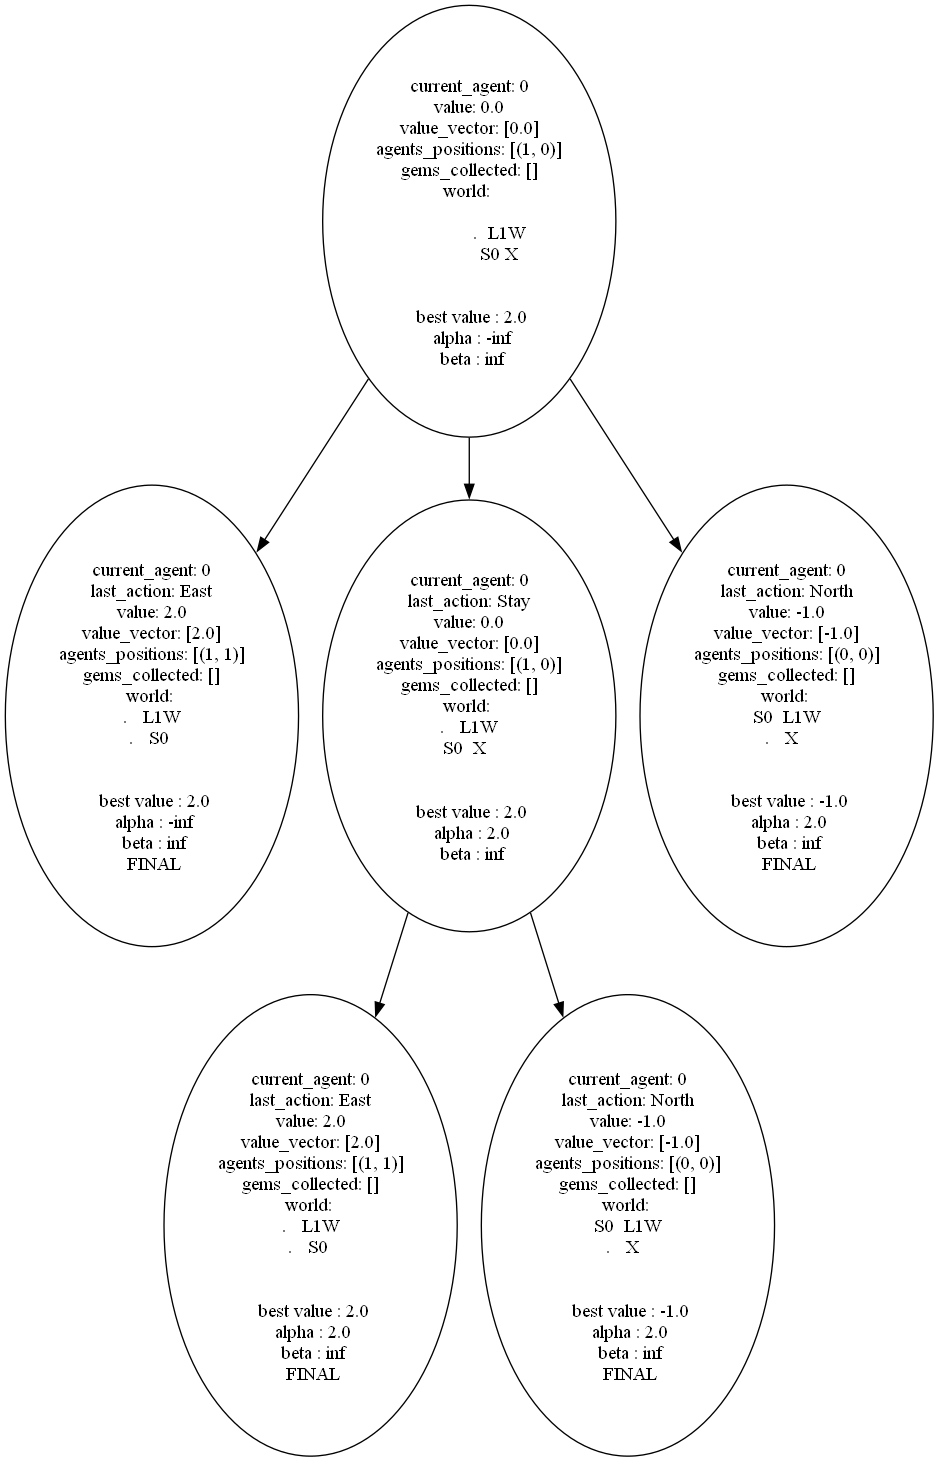 current_agent: 0
value: 0.0
value_vector: [0.0]
agents_positions: [(1, 0)]
gems_collected: []
world:
. L1W
S0 X
best value : 2.0
alpha : -inf
beta : inf
current_agent: 0
last_action: East
value: 2.0
value_vector: [2.0]
agents_positions: [(1, 1)]
gems_collected: []
world:
. L1W
. S0
best value : 2.0
alpha : -inf
beta : inf
FINAL
current_agent: 0
last_action: Stay
value: 0.0
value_vector: [0.0]
agents_positions: [(1, 0)]
gems_collected: []
world:
. L1W
S0 X
best value : 2.0
alpha : 2.0
beta : inf
current_agent: 0
last_action: North
value: -1.0
value_vector: [-1.0]
agents_positions: [(0, 0)]
gems_collected: []
world:
S0 L1W
. X
best value : -1.0
alpha : 2.0
beta : inf
FINAL
current_agent: 0
last_action: East
value: 2.0
value_vector: [2.0]
agents_positions: [(1, 1)]
gems_collected: []
world:
. L1W
. S0
best value : 2.0
alpha : 2.0
beta : inf
FINAL
current_agent: 0
last_action: North
value: -1.0
value_vector: [-1.0]
agents_positions: [(0, 0)]
gems_collected: []
world:
S0 L1W
. X
best value : -1.0
alpha : 2.0
beta : inf
FINAL